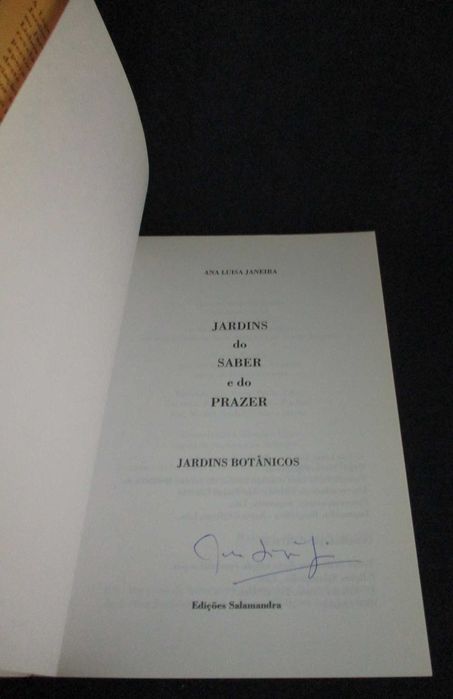 ANA LUISA JANEIRA
JARDINS
do
SABER
e do
PRAZER
JARDINS BOTÂNICOS
Edições Salamandra